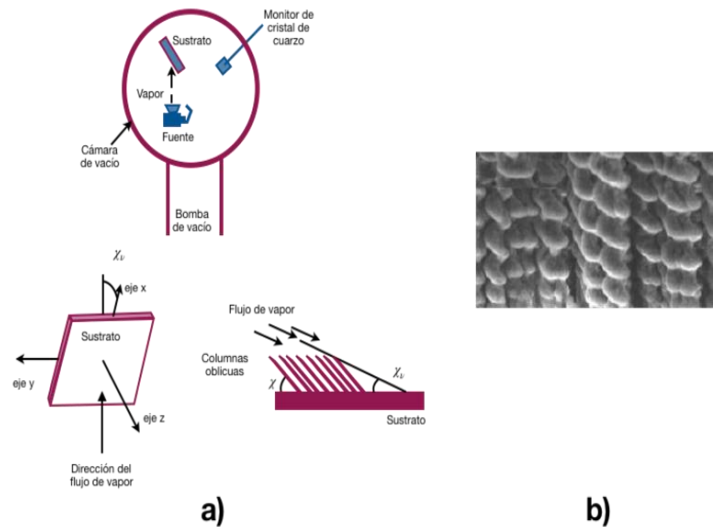 Monitor de
cristal de
cuarzo
Sustrato
Vapor
Fuente
Cámara
de vacío
Bomba
de vacío
χᵥ
eje x
Sustrato
eje y
eje z
Dirección del
flujo de vapor
Flujo de vapor
Columnas
oblicuas
χ
χᵥ
Sustrato
a)
b)